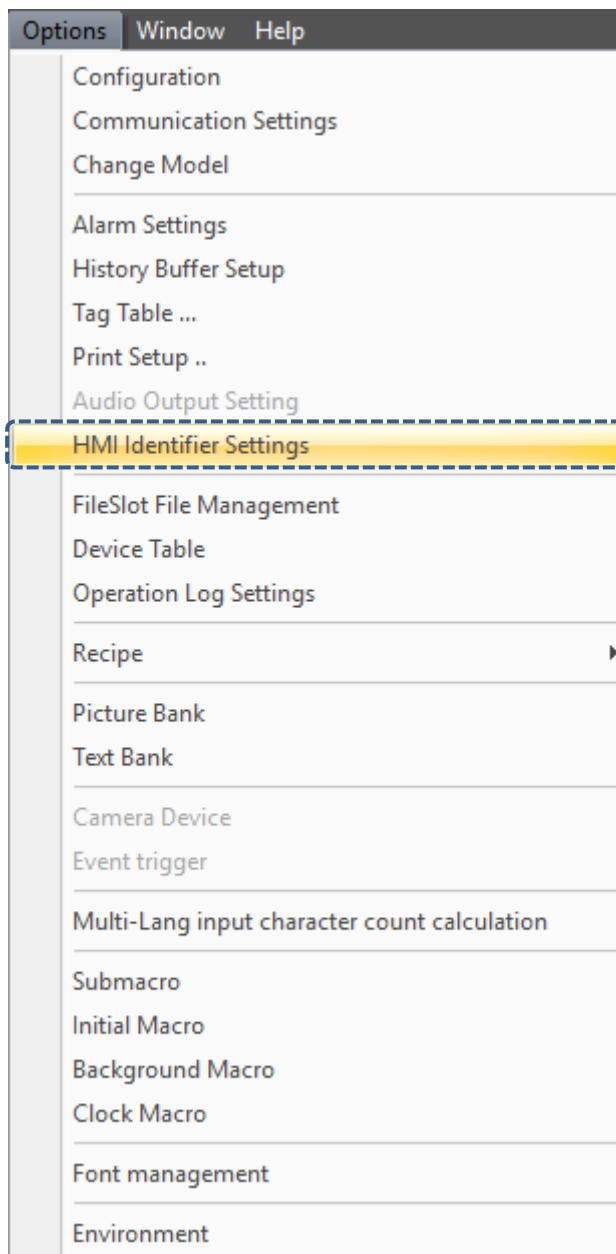 Options Window Help
Configuration
Communication Settings
Change Model
Alarm Settings
History Buffer Setup
Tag Table ...
Print Setup ..
Audio Output Setting
HMI Identifier Settings
FileSlot File Management
Device Table
Operation Log Settings
Recipe
Picture Bank
Text Bank
Camera Device
Event trigger
Multi-Lang input character count calculation
Submacro
Initial Macro
Background Macro
Clock Macro
Font management
Environment